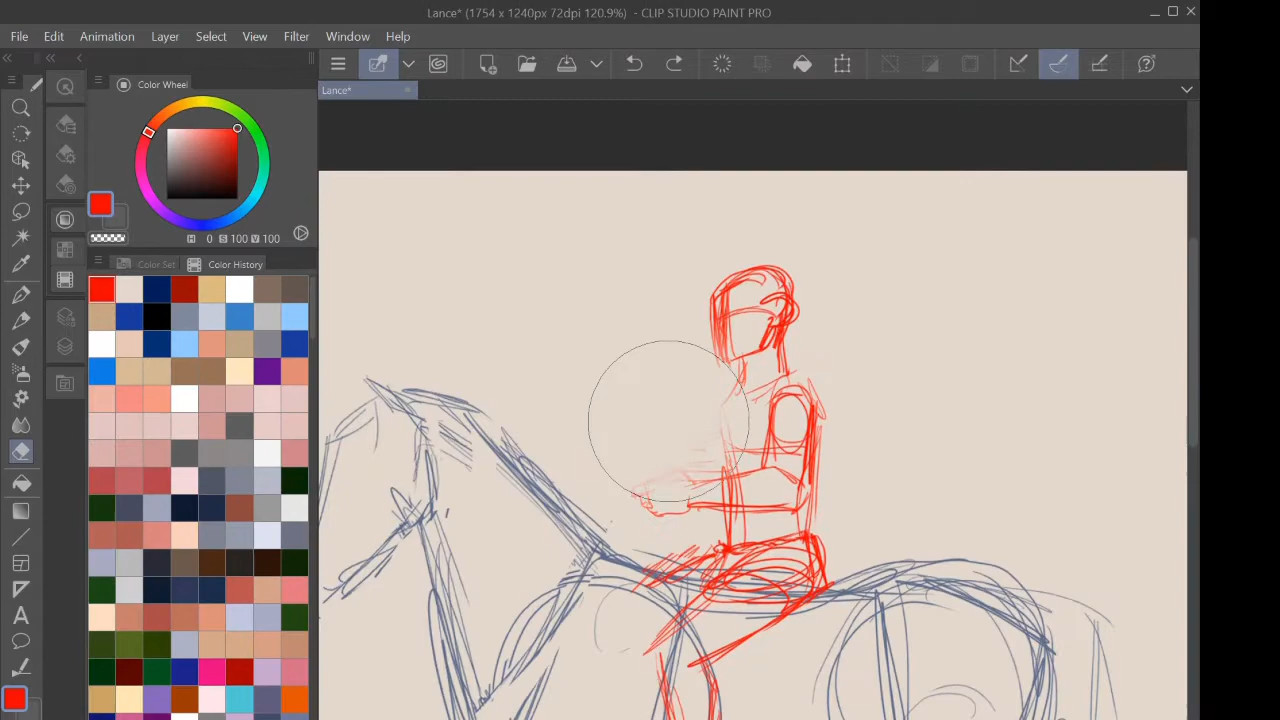 Lance* (1754 x 1240px 72dpi 120.9%) - CLIP STUDIO PAINT PRO
File Edit Animation Layer Select View Filter Window Help
Lance*
Color Wheel
H 0 S 100 V 100
Color Set Color History